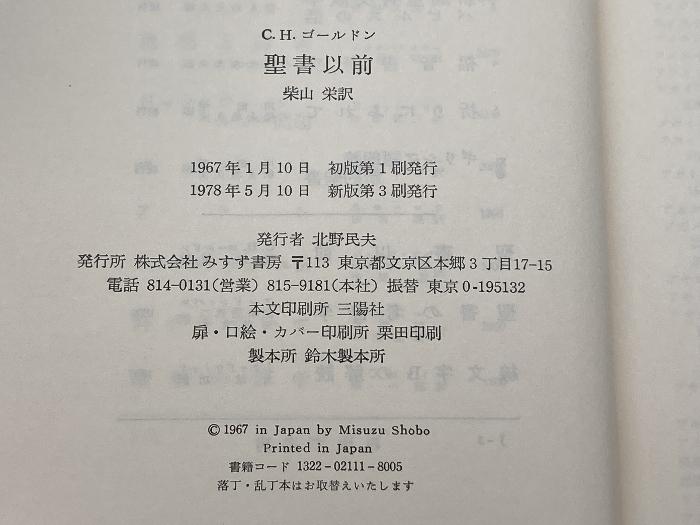 C. H. ゴールドン
聖書以前
柴山 栄訳
1967年1月10日 初版第1刷発行
1978年5月10日 新版第3刷発行
発行者 北野民夫
発行所 株式会社 みすず書房 〒113 東京都文京区本郷3丁目17-15
電話 814-0131(営業) 815-9181(本社) 振替 東京0-195132
本文印刷所 三陽社
扉・口絵・カバー印刷所 栗田印刷
製本所 鈴木製本所
© 1967 in Japan by Misuzu Shobo
Printed in Japan
書籍コード 1322-02111-8005
落丁・乱丁本はお取替えいたします